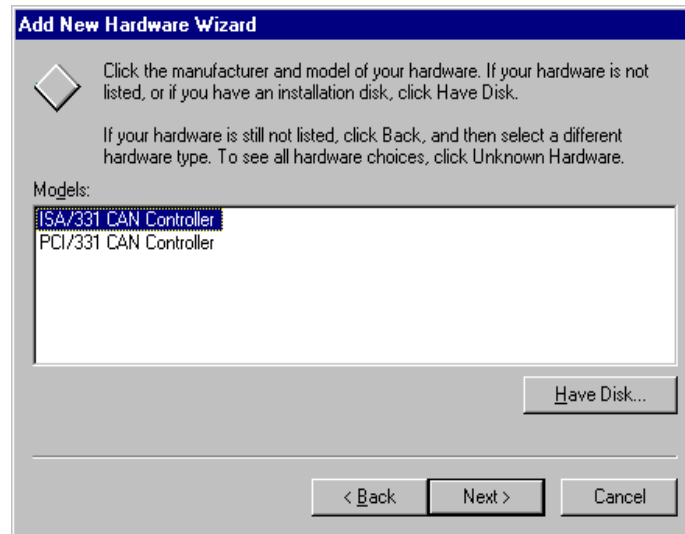 Add New Hardware Wizard
Click the manufacturer and model of your hardware. If your hardware is not
listed, or if you have an installation disk, click Have Disk.
If your hardware is still not listed, click Back, and then select a different
hardware type. To see all hardware choices, click Unknown Hardware.
Models:
ISA/331 CAN Controller
PCI/331 CAN Controller
Have Disk...
< Back
Next >
Cancel